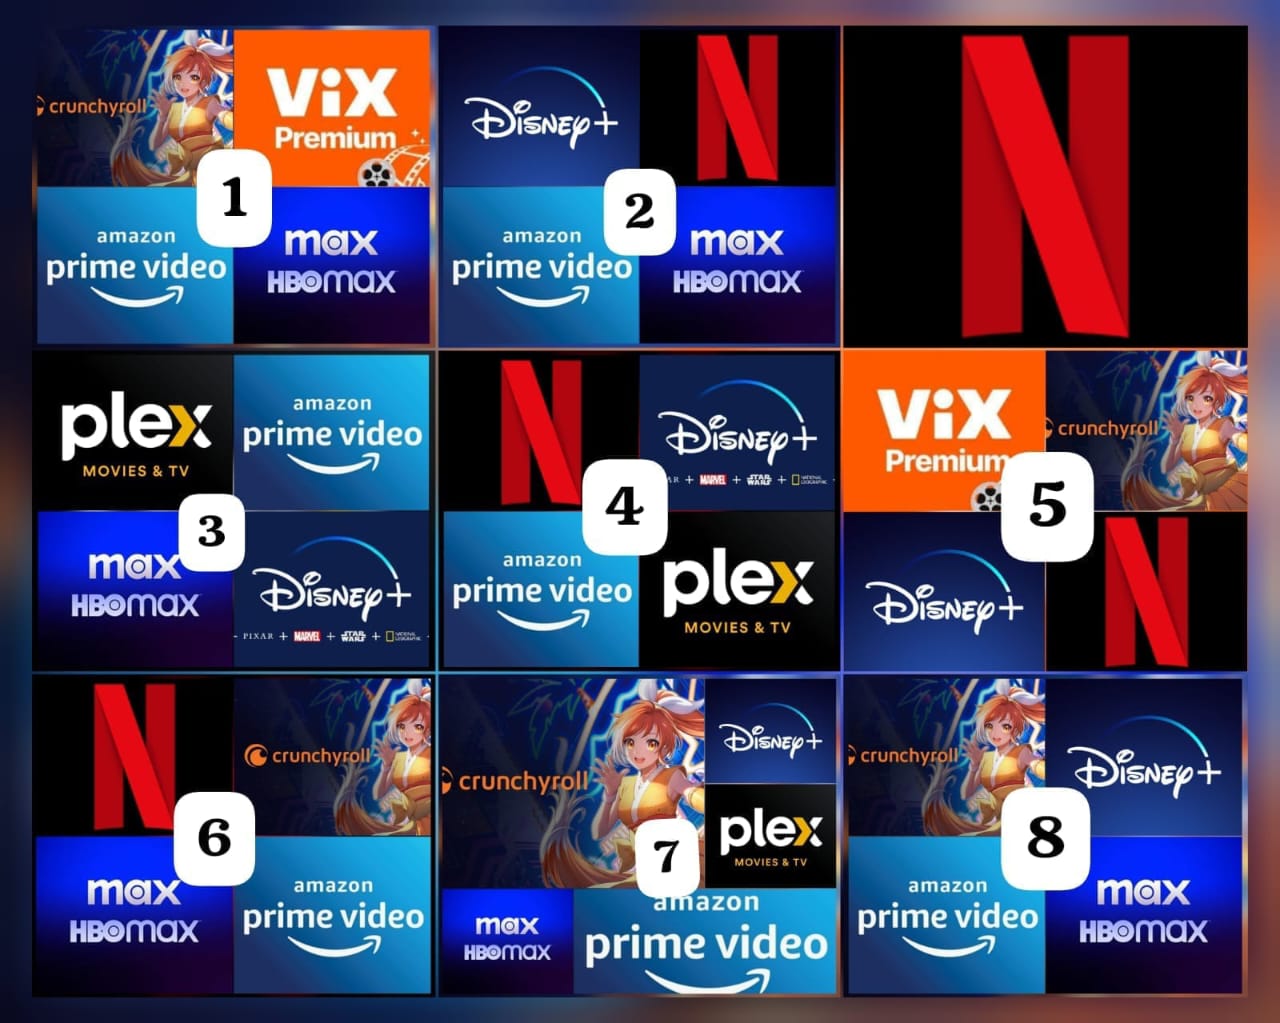 crunchyroll
ViX
Premium
1
amazon
prime video
max
HBOmax
Disney+
N
2
amazon
prime video
max
HBOmax
N
plex
MOVIES & TV
amazon
prime video
3
max
HBOmax
Disney+
PIXAR + MARVEL + STAR WARS + NATIONAL GEOGRAPHIC
N
Disney+
AR + MARVEL + STAR WARS + NATIONAL GEOGRAPHIC
4
amazon
prime video
plex
MOVIES & TV
ViX
Premium
crunchyroll
5
Disney+
N
N
crunchyroll
6
max
HBOmax
amazon
prime video
crunchyroll
Disney+
plex
MOVIES & TV
7
max
HBOmax
amazon
prime video
crunchyroll
Disney+
8
amazon
prime video
max
HBOmax